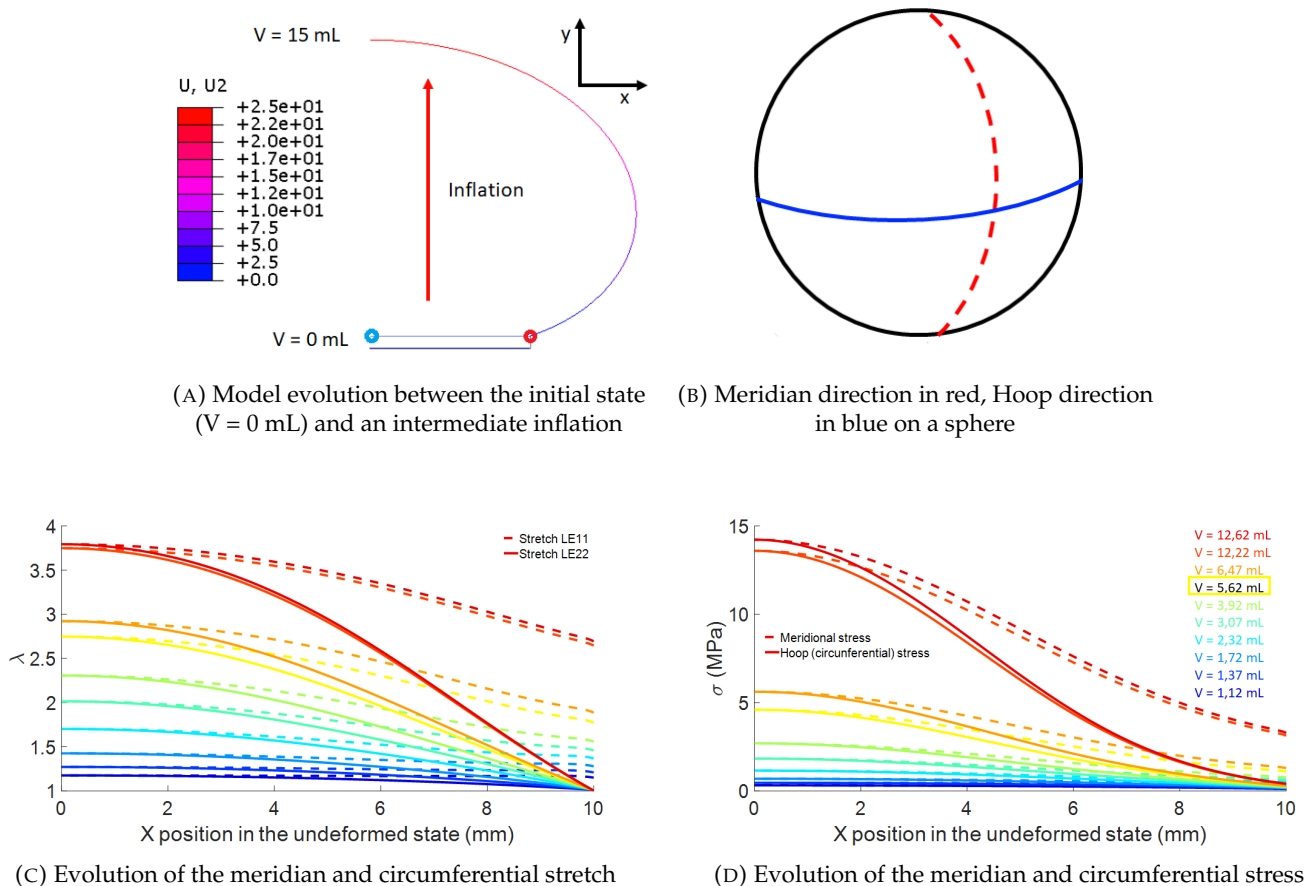 V = 15 mL
y
x
U, U2
+2.5e+01
+2.2e+01
+2.0e+01
+1.7e+01
+1.5e+01
+1.2e+01
+1.0e+01
+7.5
+5.0
+2.5
+0.0
Inflation
V = 0 mL
(A) Model evolution between the initial state
(V = 0 mL) and an intermediate inflation
(B) Meridian direction in red, Hoop direction
in blue on a sphere
4
3.5
3
2.5
2
1.5
1
λ
Stretch LE11
Stretch LE22
0 2 4 6 8 10
X position in the undeformed state (mm)
(C) Evolution of the meridian and circumferential stretch
15
10
5
0
σ (MPa)
Meridional stress
Hoop (circunferential) stress
V = 12,62 mL
V = 12,22 mL
V = 6,47 mL
V = 5,62 mL
V = 3,92 mL
V = 3,07 mL
V = 2,32 mL
V = 1,72 mL
V = 1,37 mL
V = 1,12 mL
0 2 4 6 8 10
X position in the undeformed state (mm)
(D) Evolution of the meridian and circumferential stress